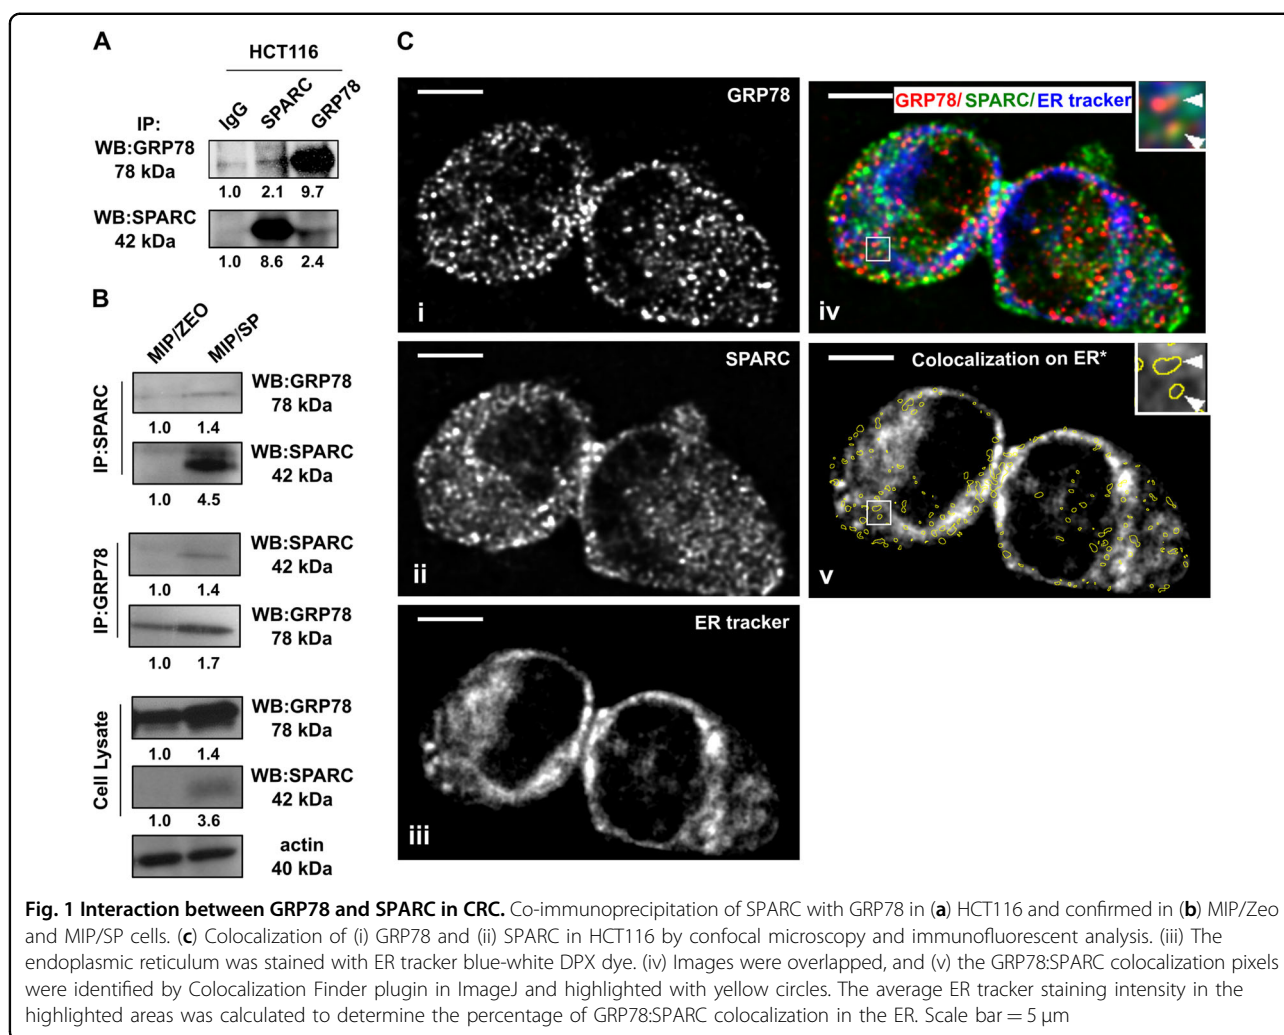 A
HCT116
IP:
IgG
SPARC
GRP78
WB:GRP78
78 kDa
1.0 2.1 9.7
WB:SPARC
42 kDa
1.0 8.6 2.4
B
MIP/ZEO
MIP/SP
IP:SPARC
WB:GRP78
78 kDa
1.0 1.4
WB:SPARC
42 kDa
1.0 4.5
IP:GRP78
WB:SPARC
42 kDa
1.0 1.4
WB:GRP78
78 kDa
1.0 1.7
Cell Lysate
WB:GRP78
78 kDa
1.0 1.4
WB:SPARC
42 kDa
1.0 3.6
actin
40 kDa
C
GRP78
i
SPARC
ii
ER tracker
iii
GRP78/SPARC/ER tracker
iv
Colocalization on ER*
v
Fig. 1 Interaction between GRP78 and SPARC in CRC. Co-immunoprecipitation of SPARC with GRP78 in (a) HCT116 and confirmed in (b) MIP/Zeo
and MIP/SP cells. (c) Colocalization of (i) GRP78 and (ii) SPARC in HCT116 by confocal microscopy and immunofluorescent analysis. (iii) The
endoplasmic reticulum was stained with ER tracker blue-white DPX dye. (iv) Images were overlapped, and (v) the GRP78:SPARC colocalization pixels
were identified by Colocalization Finder plugin in ImageJ and highlighted with yellow circles. The average ER tracker staining intensity in the
highlighted areas was calculated to determine the percentage of GRP78:SPARC colocalization in the ER. Scale bar = 5 µm